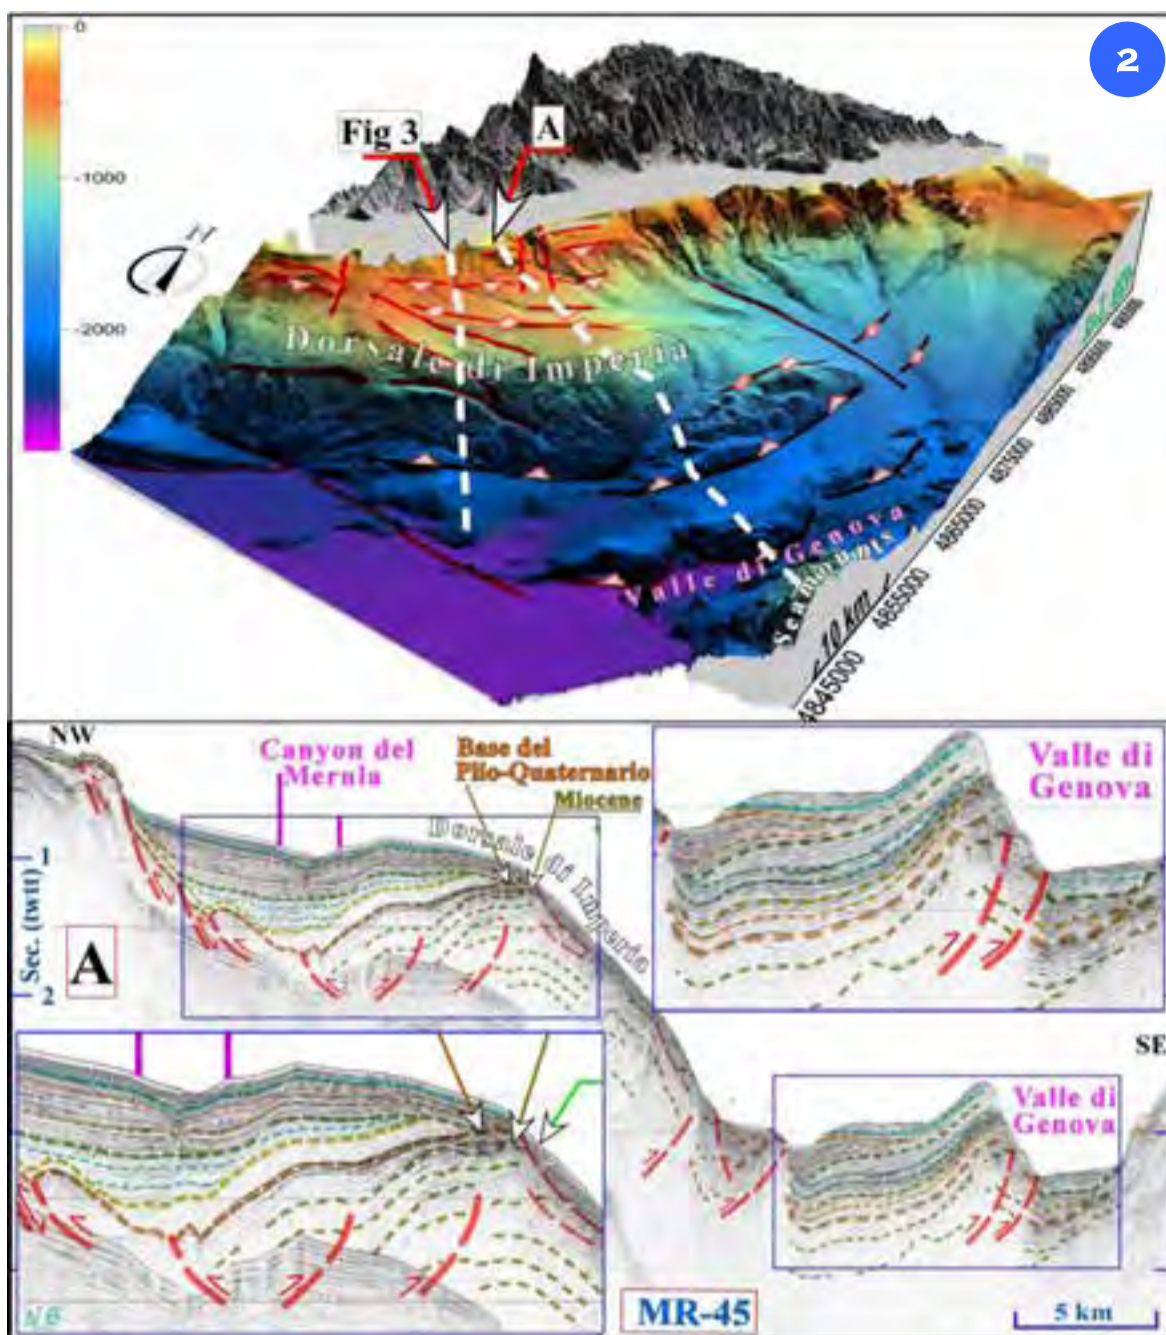 2
0
-1000
-2000
Fig 3
A
N
Dorsale di Imperia
Valle di Genova
Seamounts
10 km
4845000
4855000
4865000
4875000
NW
Canyon del
Merula
Base del
Plio-Quaternario
Miocene
Dorsale di Imperia
Valle di
Genova
1
Sec. (twtt)
A
2
SE
Valle di
Genova
MR-45
5 km